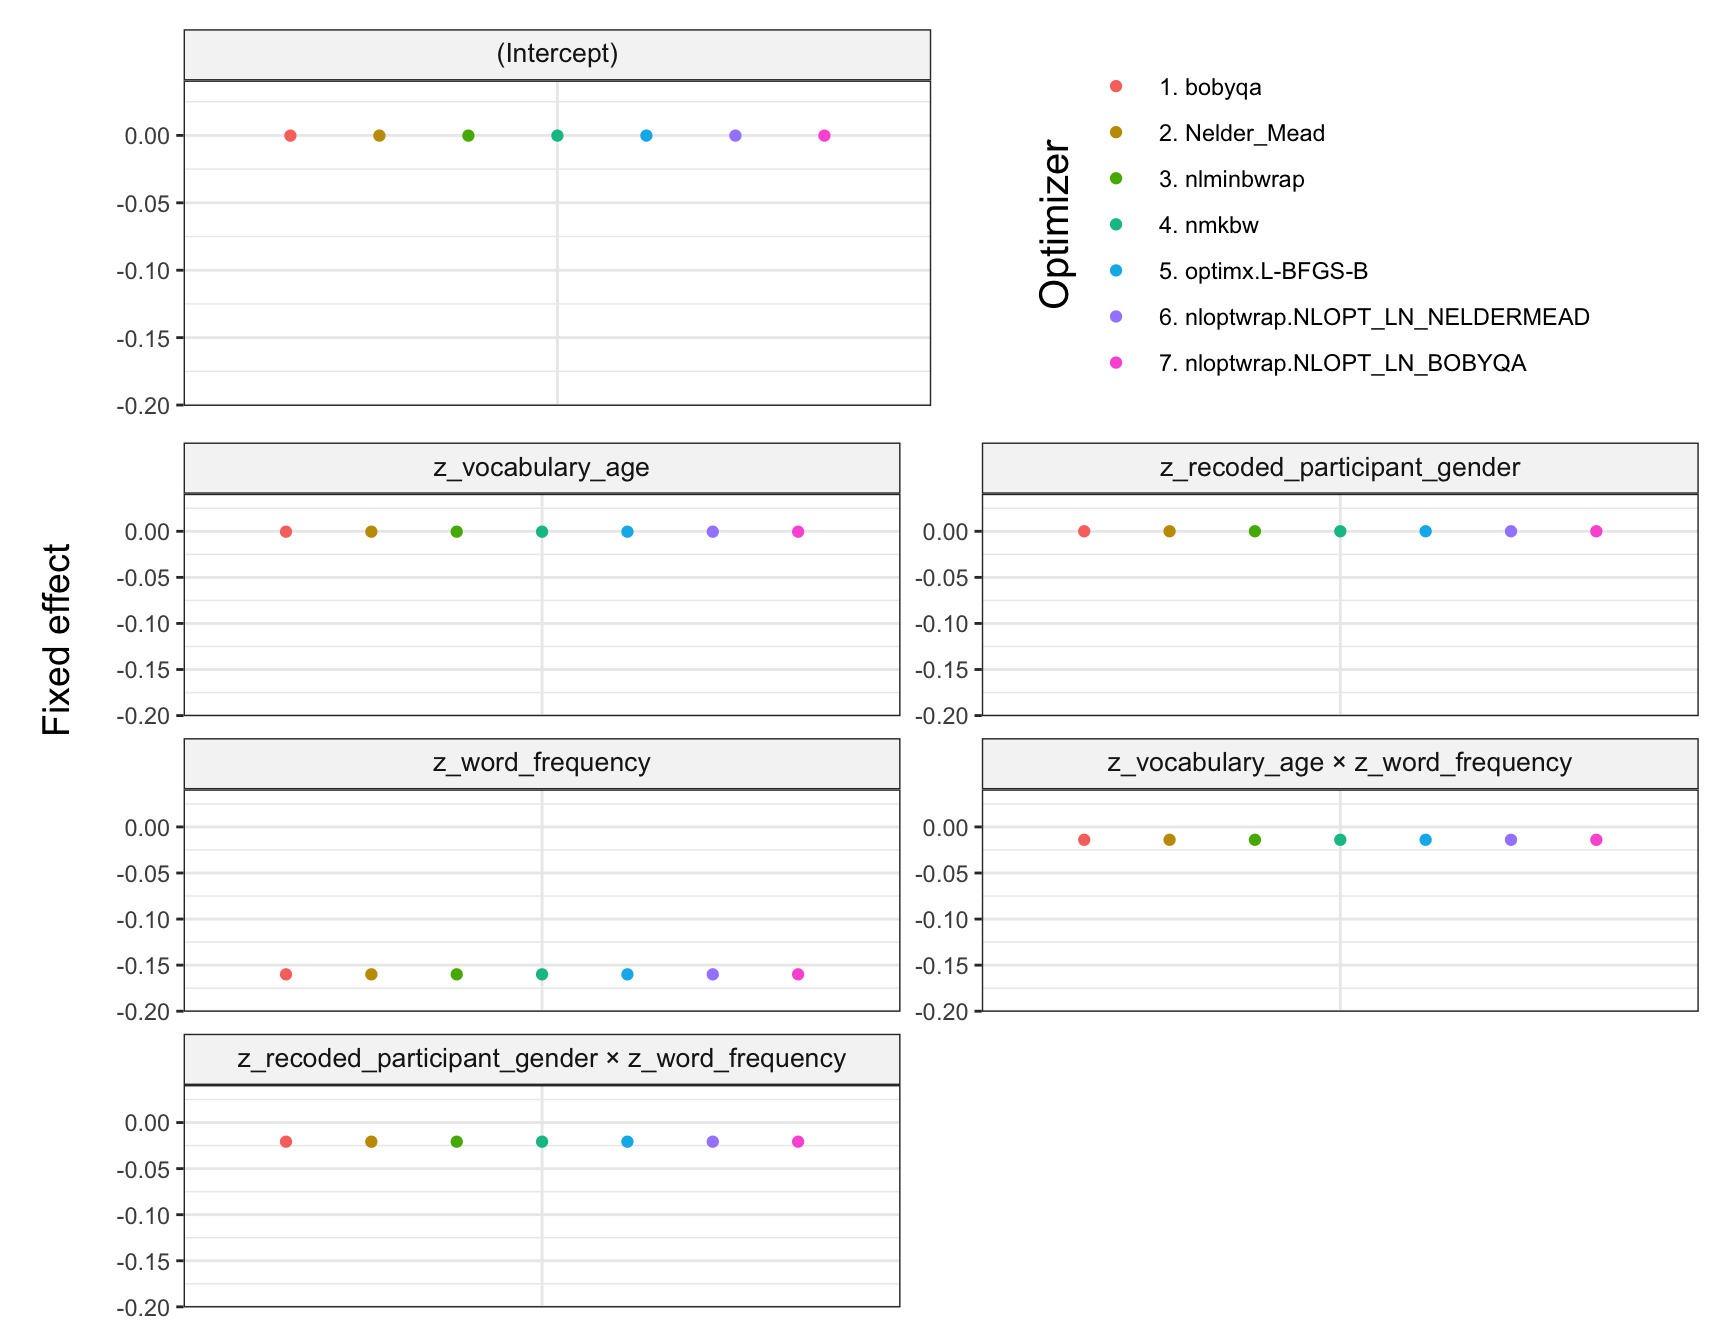 (Intercept)
0.00
-0.05
-0.10
-0.15
-0.20
Optimizer
1. bobyqa
2. Nelder_Mead
3. nlminbwrap
4. nmkbw
5. optimx.L-BFGS-B
6. nloptwrap.NLOPT_LN_NELDERMEAD
7. nloptwrap.NLOPT_LN_BOBYQA
Fixed effect
z_vocabulary_age
0.00
-0.05
-0.10
-0.15
-0.20
z_recoded_participant_gender
0.00
-0.05
-0.10
-0.15
-0.20
z_word_frequency
0.00
-0.05
-0.10
-0.15
-0.20
z_vocabulary_age × z_word_frequency
0.00
-0.05
-0.10
-0.15
-0.20
z_recoded_participant_gender × z_word_frequency
0.00
-0.05
-0.10
-0.15
-0.20